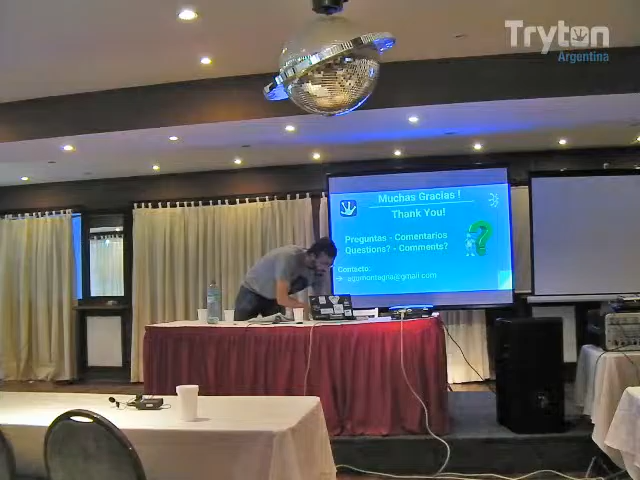 Tryton
Argentina
Muchas Gracias !
Thank You!
Preguntas - Comentarios
Questions? - Comments?
Contacto: